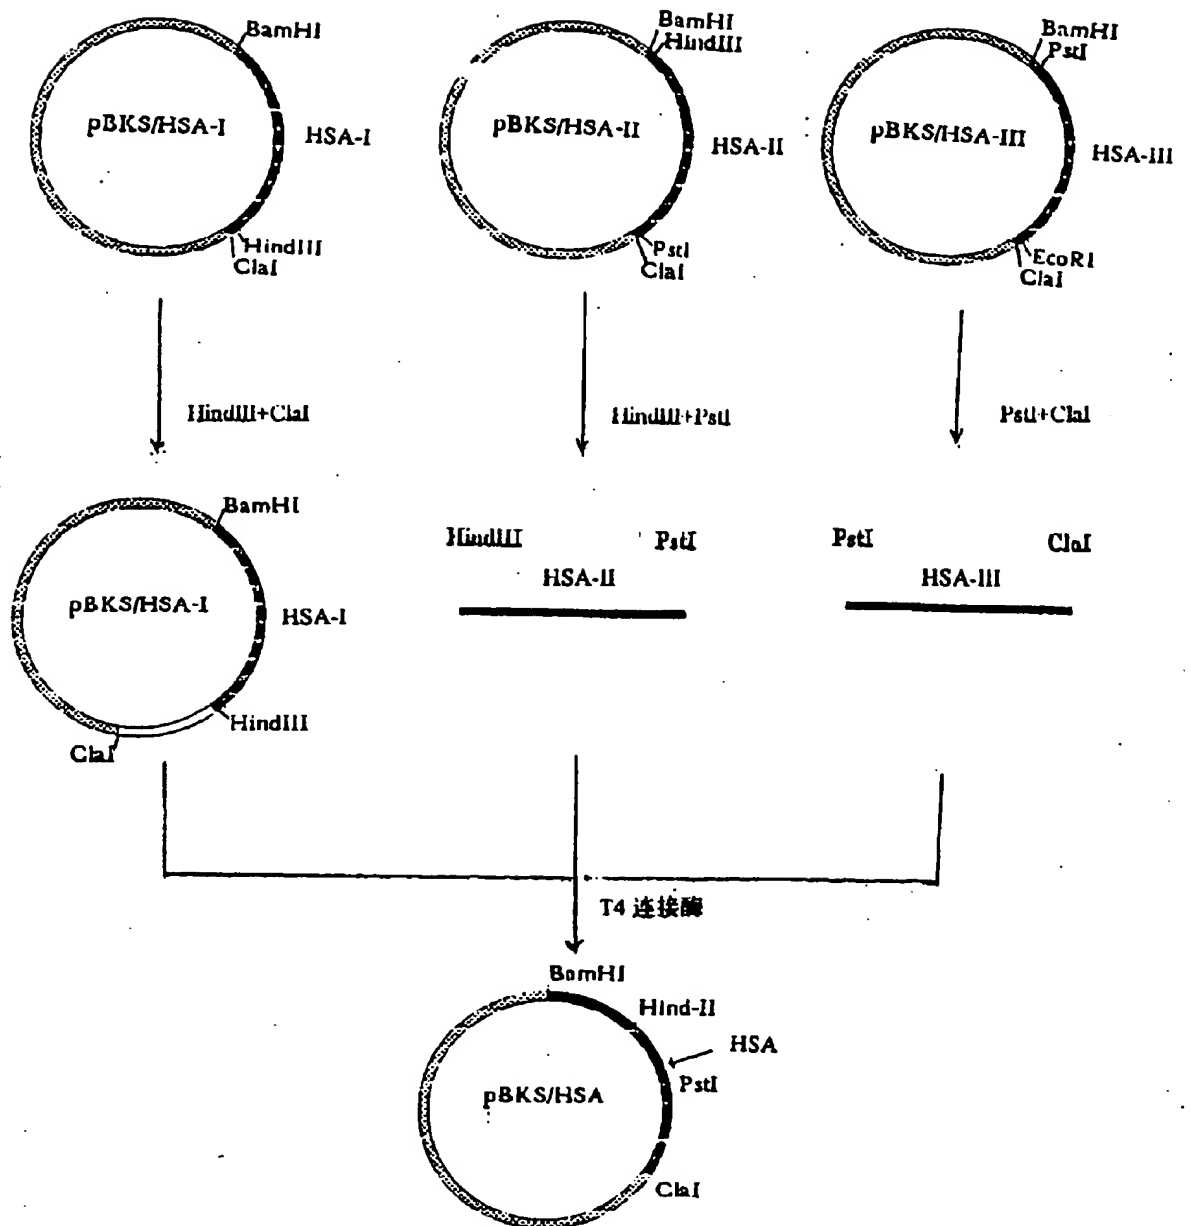 BamHI
pBKS/HSA-I
HSA-I
HindIII
ClaI
BamHI
HindIII
pBKS/HSA-II
HSA-II
PstI
ClaI
BamHI
PstI
pBKS/HSA-III
HSA-III
EcoRI
ClaI
HindIII+ClaI
HindIII+PstI
PstI+ClaI
BamHI
pBKS/HSA-I
HSA-I
HindIII
ClaI
HindIII
PstI
HSA-II
PstI
ClaI
HSA-III
T4 连接酶
BamHI
Hind-II
HSA
PstI
pBKS/HSA
ClaI